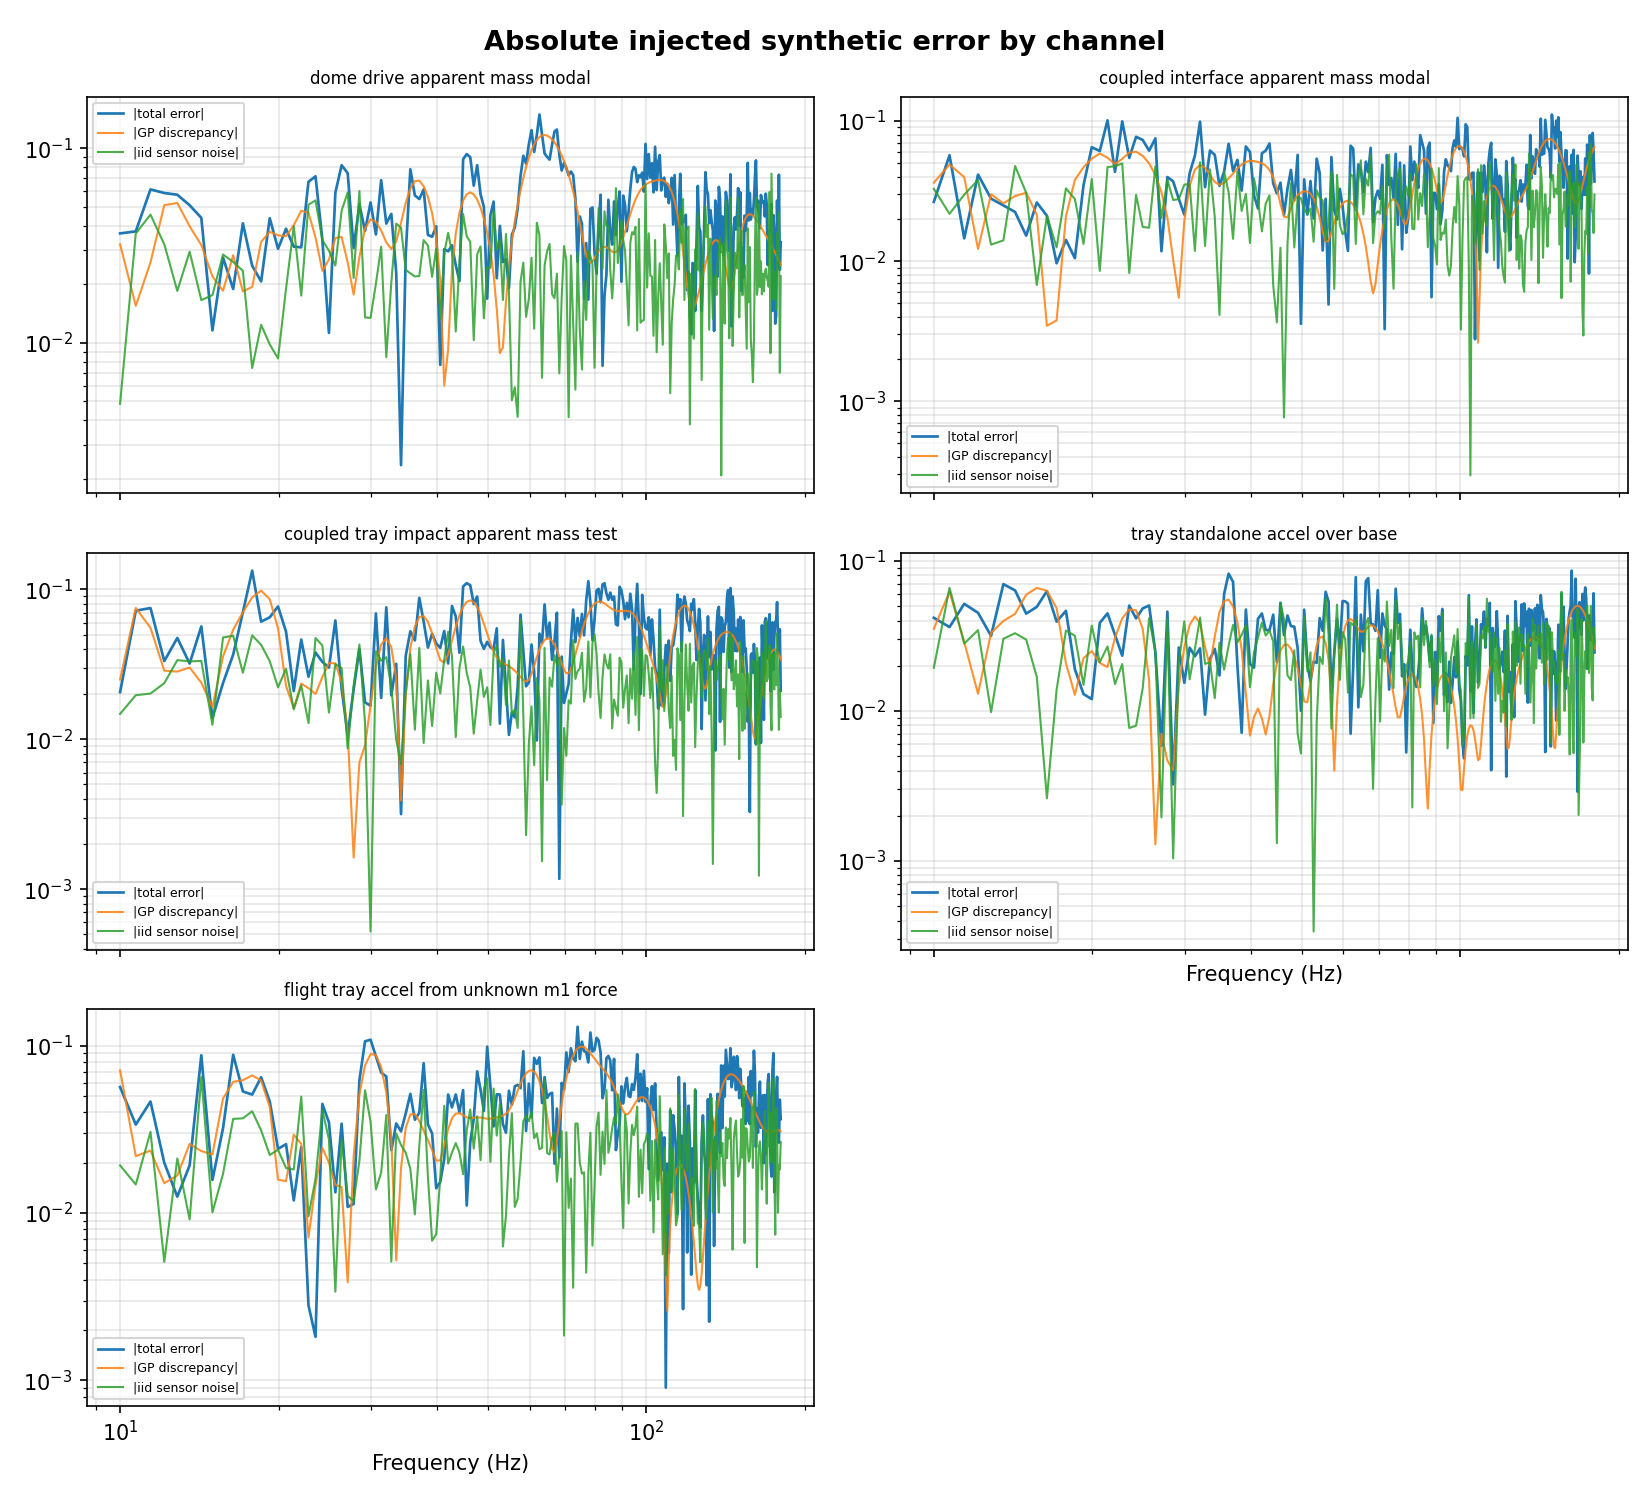 Absolute injected synthetic error by channel
dome drive apparent mass modal
10⁻¹
10⁻²
|total error|
|GP discrepancy|
|iid sensor noise|
coupled interface apparent mass modal
10⁻¹
10⁻²
10⁻³
|total error|
|GP discrepancy|
|iid sensor noise|
coupled tray impact apparent mass test
10⁻¹
10⁻²
10⁻³
|total error|
|GP discrepancy|
|iid sensor noise|
tray standalone accel over base
10⁻¹
10⁻²
10⁻³
|total error|
|GP discrepancy|
|iid sensor noise|
Frequency (Hz)
flight tray accel from unknown m1 force
10⁻¹
10⁻²
10⁻³
|total error|
|GP discrepancy|
|iid sensor noise|
10¹ 10²
Frequency (Hz)